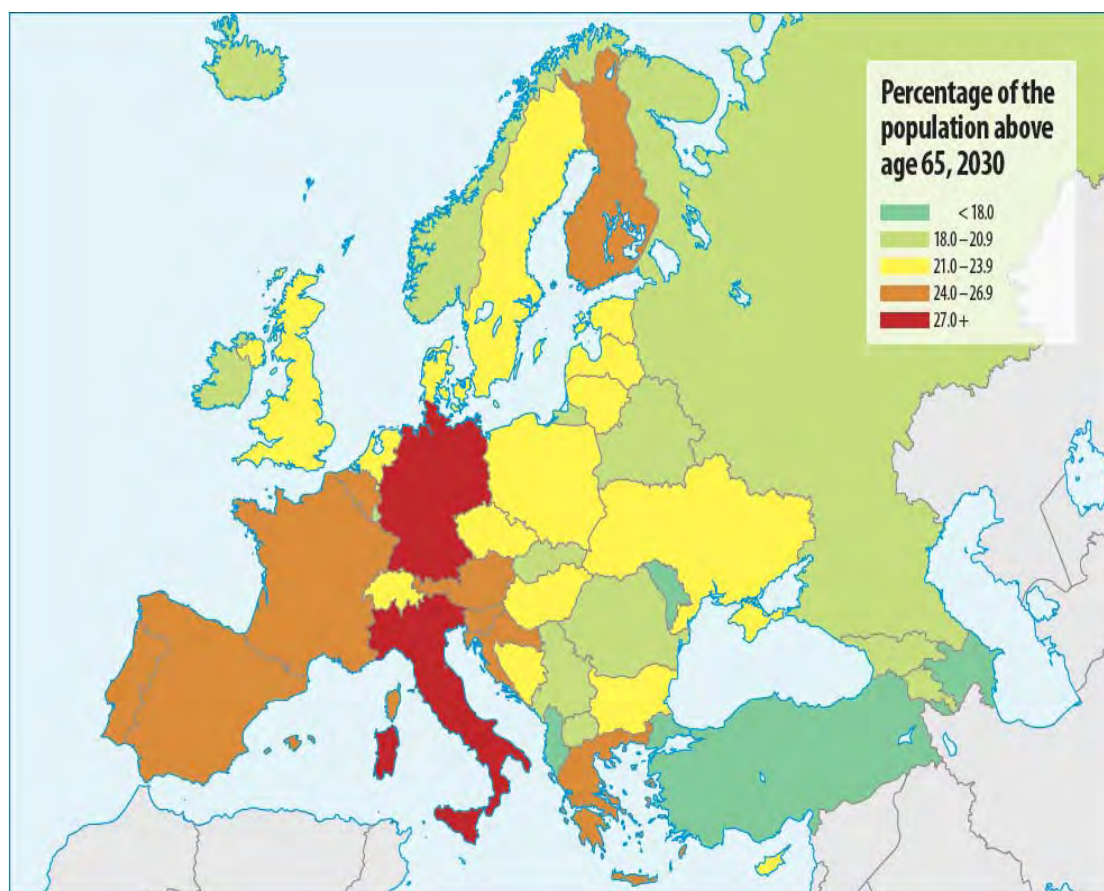 Percentage of the
population above
age 65, 2030
< 18.0
18.0 – 20.9
21.0 – 23.9
24.0 – 26.9
27.0 +